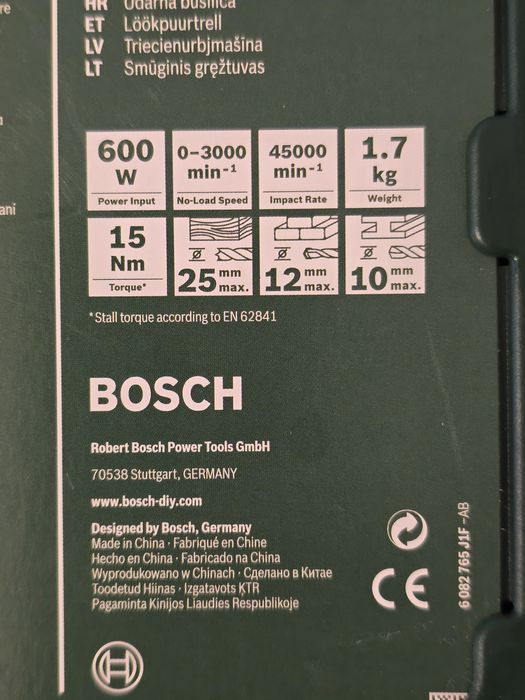 re
HR Udarna bušilica
ET Löökpuurtrell
LV Triecienurbjmašīna
LT Smūginis gręžtuvas
ani
600 W Power Input
0-3000 min-1 No-Load Speed
45000 min-1 Impact Rate
1.7 kg Weight
15 Nm Torque*
Ø 25 mm max.
Ø 12 mm max.
Ø 10 mm max.
*Stall torque according to EN 62841
BOSCH
Robert Bosch Power Tools GmbH
70538 Stuttgart, GERMANY
www.bosch-diy.com
Designed by Bosch, Germany
Made in China · Fabriqué en Chine
Hecho en China · Fabricado na China
Wyprodukowano w Chinach · Сделано в Китае
Toodetud Hiinas · Izgatavots ĶTR
Pagaminta Kinijos Liaudies Respublikoje
CE
6 082 765 J1F -AB